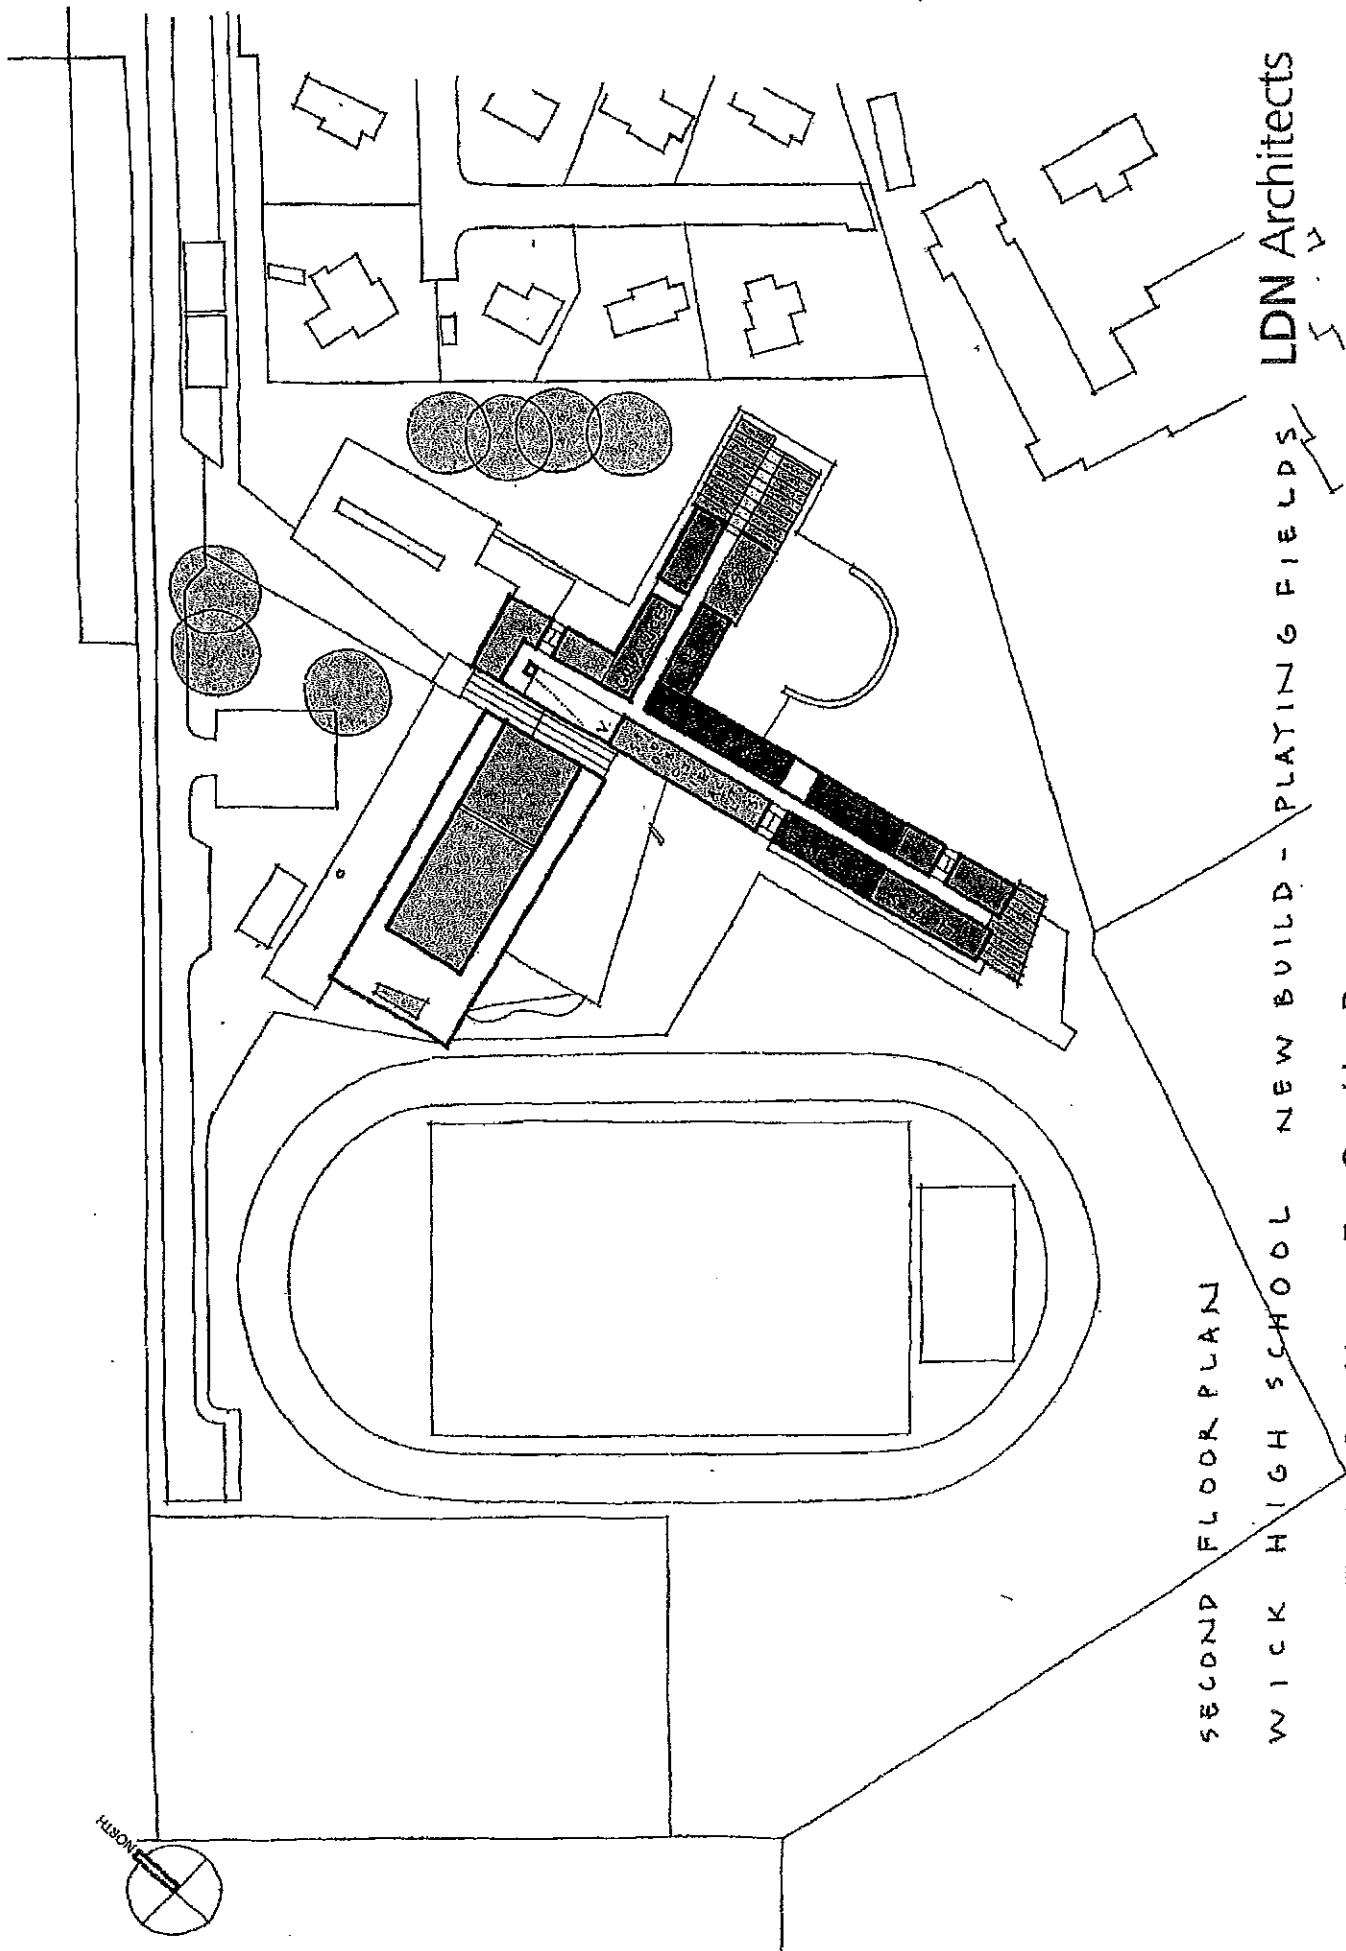 NORTH
SECOND FLOOR PLAN
WICK HIGH SCHOOL NEW BUILD - PLAYING FIELDS LDN Architects